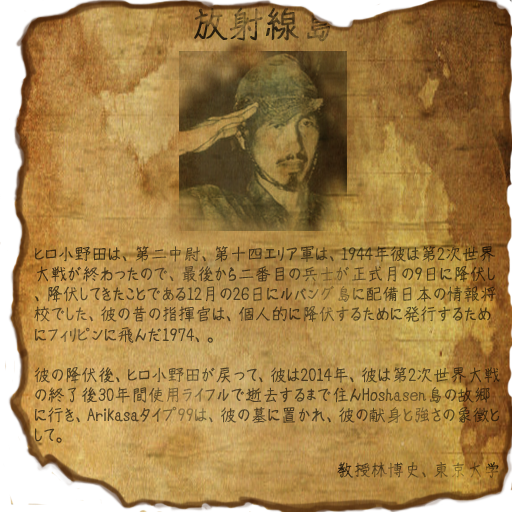 放射線島
ヒロ小野田は、第二中尉、第十四エリア軍は、1944年彼は第2次世界
大戦が終わったので、最後から二番目の兵士が正式月の9日に降伏し
、降伏してきたことである12月の26日にルバング島に配備日本の情報将
校でした。彼の昔の指揮官は、個人的に降伏するために発行するため
にフィリピンに飛んだ1974、。
彼の降伏後、ヒロ小野田が戻って、彼は2014年、彼は第2次世界大戦
の終了後30年間使用ライフルで逝去するまで住んHoshasen島の故郷
に行き、Arikasaタイプ99は、彼の墓に置かれ、彼の献身と強さの象徴と
して。
教授林博史、東京大学